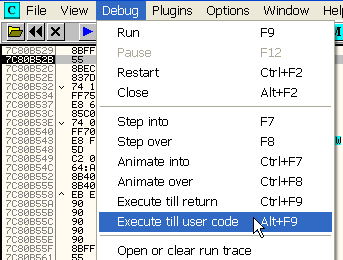 C File View Debug Plugins Options Window Help
Run F9
Pause F12
Restart Ctrl+F2
Close Alt+F2
Step into F7
Step over F8
Animate into Ctrl+F7
Animate over Ctrl+F8
Execute till return Ctrl+F9
Execute till user code Alt+F9
Open or clear run trace
7C80B529 8BFF
7C80B52B 55
7C80B52C 8BEC
7C80B52E 837D
7C80B532 74 1
7C80B534 FF75
7C80B537 E8 6
7C80B53C 85C0
7C80B53E 74 0
7C80B540 FF70
7C80B543 E8 F
7C80B548 5D
7C80B549 C2 0
7C80B54C 64:A
7C80B552 8B40
7C80B555 8B40
7C80B558 EB E
7C80B55A 90
7C80B55B 90
7C80B55C 90
7C80B55D 90
7C80B55E 90
7C80B55F 8BFF
7C80B561 55